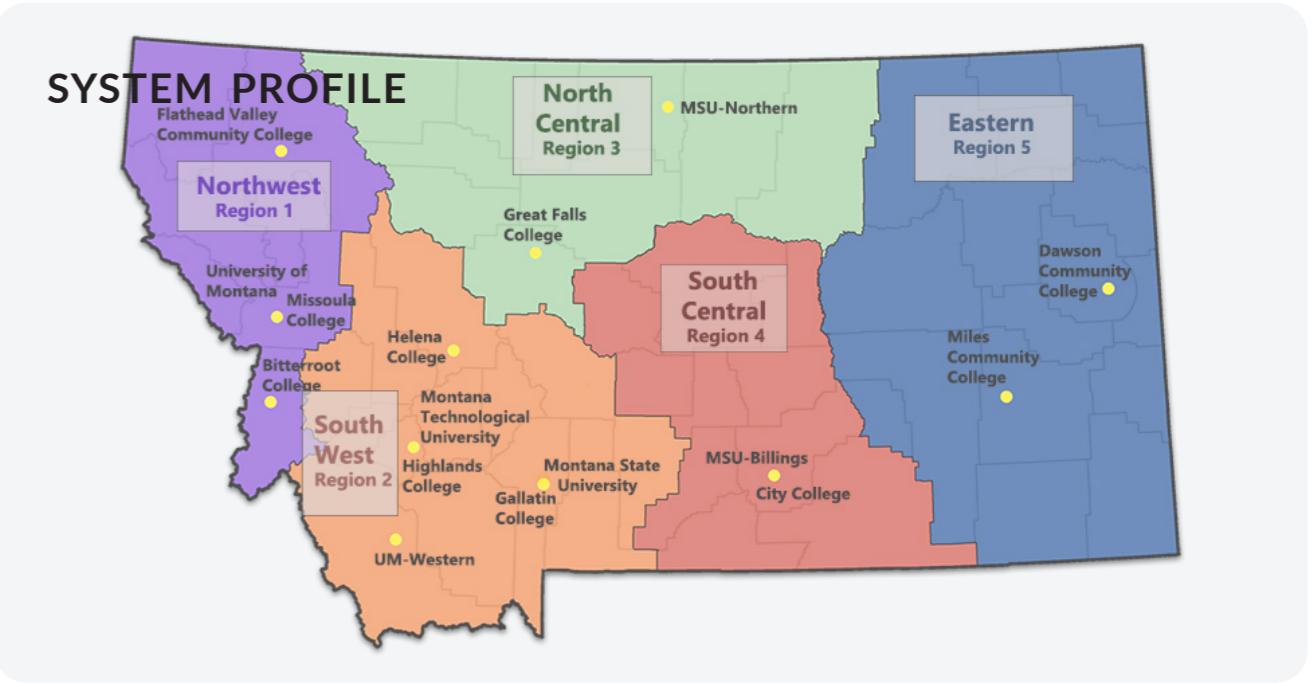 SYSTEM PROFILE
Flathead Valley
Community College
Northwest
Region 1
University of
Montana
Missoula
College
Bitterroot
College
North
Central
Region 3
MSU-Northern
Great Falls
College
Eastern
Region 5
Dawson
Community
College
Miles
Community
College
South
Central
Region 4
MSU-Billings
City College
Helena
College
South
West
Region 2
Montana
Technological
University
Highlands
College
Montana State
University
Gallatin
College
UM-Western